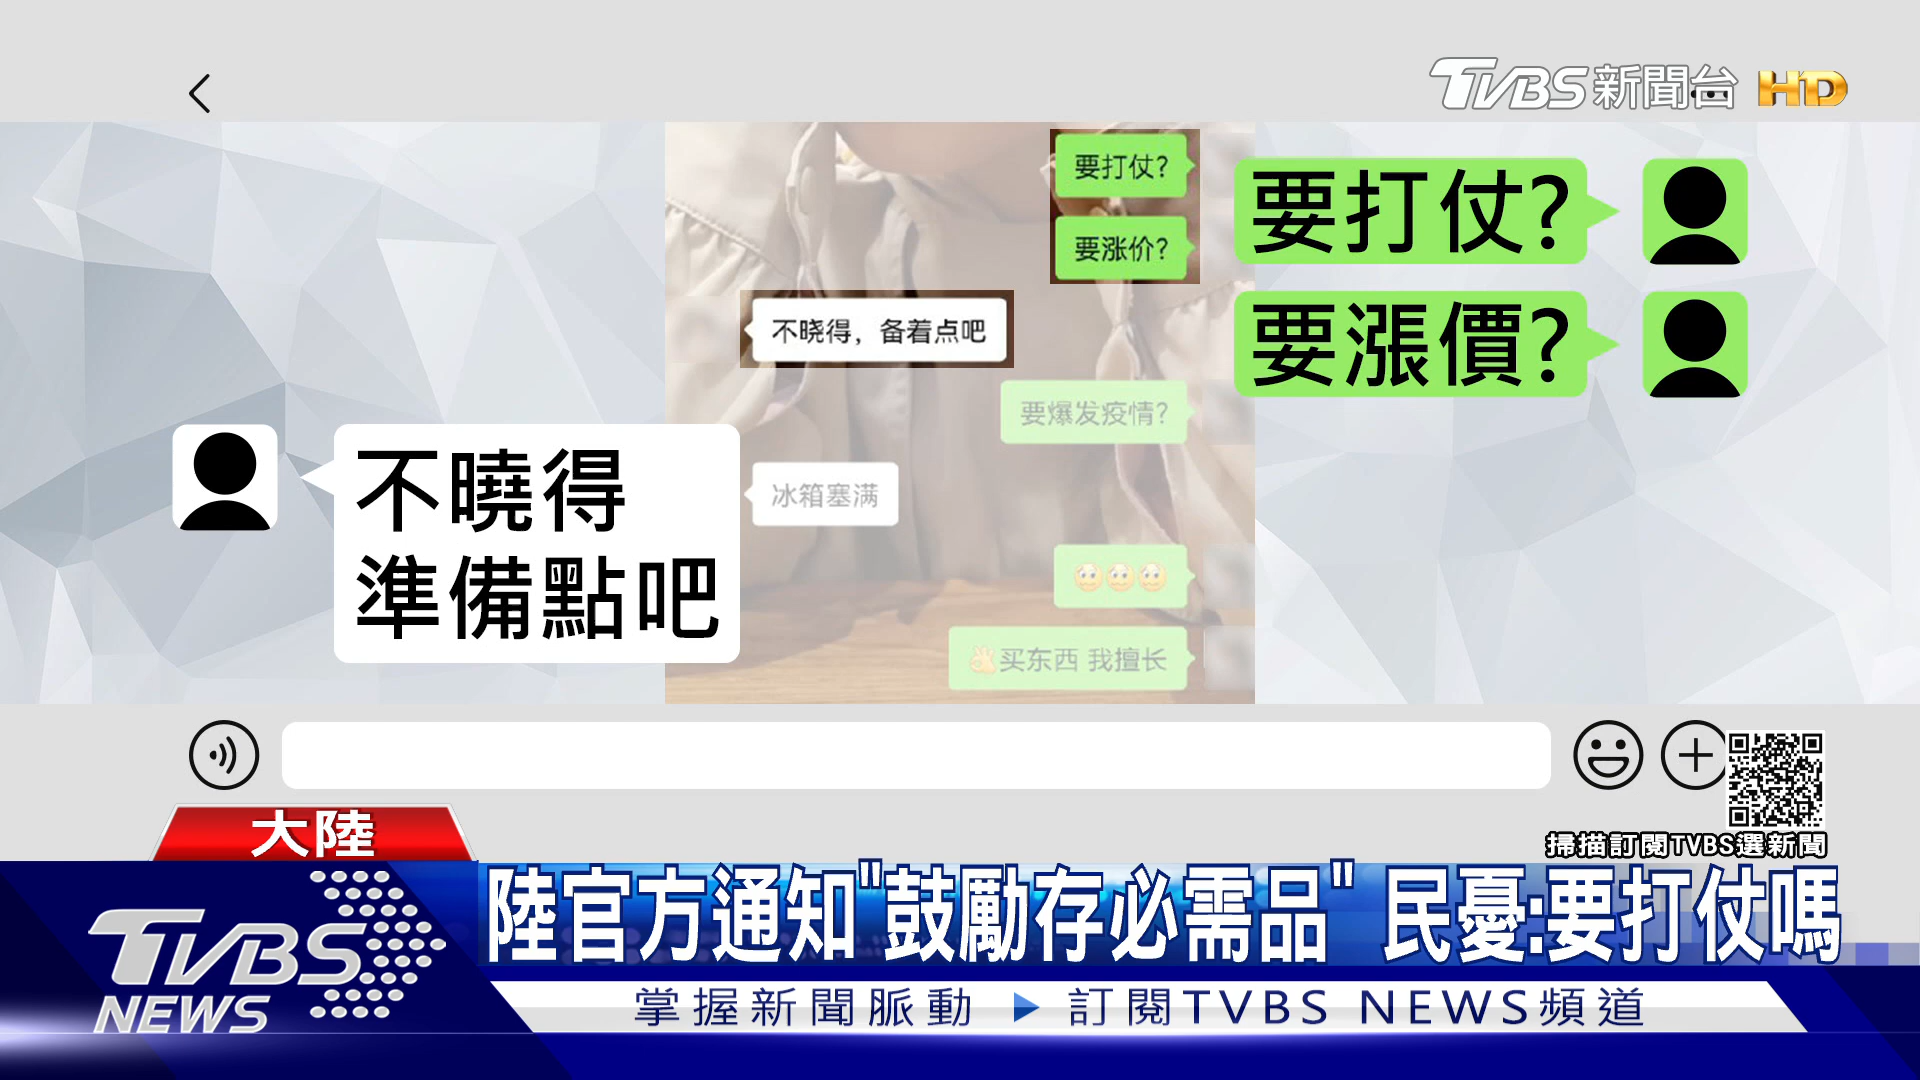 TVBS新聞台 HD
要打仗?
要涨价?
不晓得，备着点吧
要爆发疫情?
冰箱塞满
买东西 我擅长
要打仗?
要漲價?
不曉得
準備點吧
掃描訂閱TVBS選新聞
大陸
陸官方通知"鼓勵存必需品" 民憂:要打仗嗎
TVBS
NEWS
掌握新聞脈動 ▶ 訂閱TVBS NEWS頻道